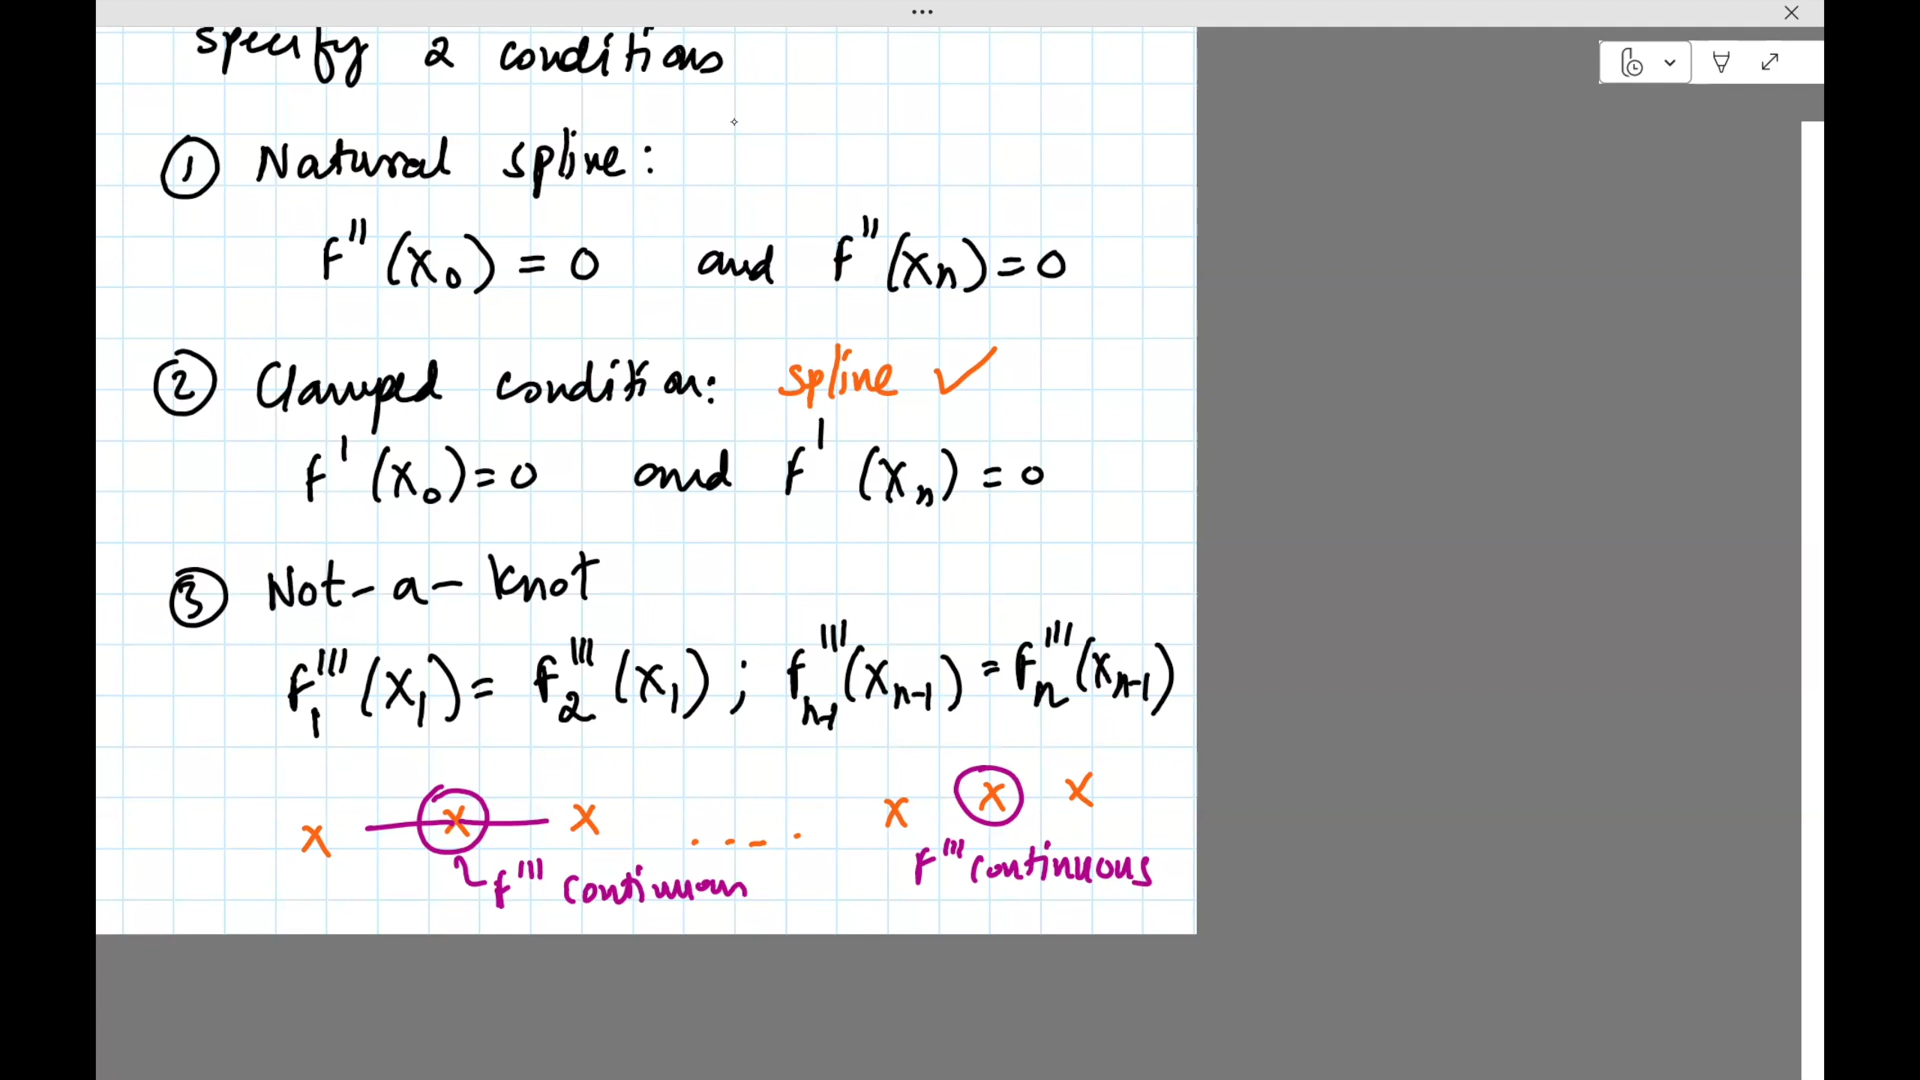 specify 2 conditions
① Natural spline:
f''(x₀) = 0 and f''(xₙ) = 0
② Clamped condition: spline ✓
f'(x₀) = 0 and f'(xₙ) = 0
③ Not-a-knot
f₁'''(x₁) = f₂'''(x₁) ; fₙ₋₁'''(xₙ₋₁) = fₙ'''(xₙ₋₁)
x x x ..... x x x
f''' continuous f''' continuous